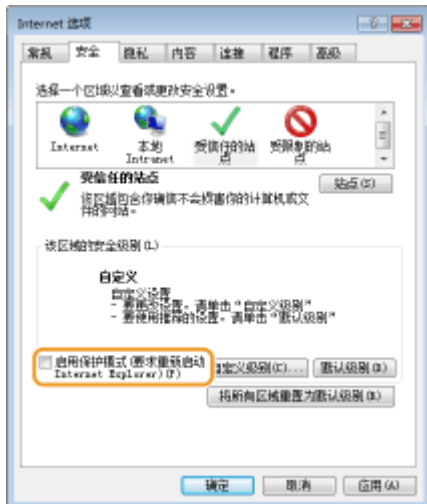 Internet 选项
常规 安全 隐私 内容 连接 程序 高级
选择一个区域以查看或更改安全设置。
Internet 本地 Intranet 受信任的站点 受限制的站点
受信任的站点
站点(S)
该区域包含你确信不会损害你的计算机或文
件的网站。
该区域的安全级别(L)
自定义
自定义设置
- 要更改设置，请单击“自定义级别”
- 要使用推荐的设置，请单击“默认级别”
启用保护模式(要求重新启动
Internet Explorer)(P)
自定义级别(C)... 默认级别(D)
将所有区域重置为默认级别(R)
确定 取消 应用(A)